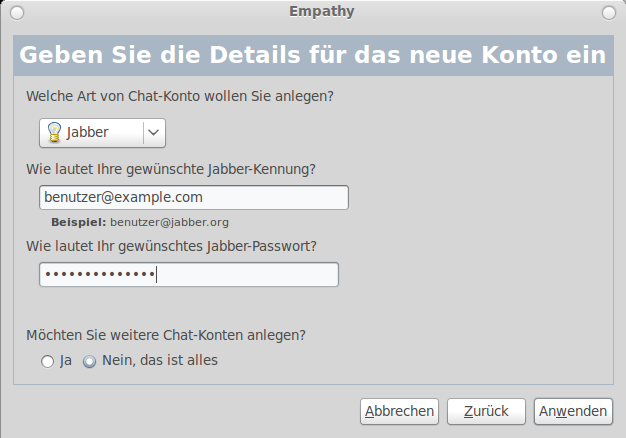 Empathy
Geben Sie die Details für das neue Konto ein
Welche Art von Chat-Konto wollen Sie anlegen?
Jabber
Wie lautet Ihre gewünschte Jabber-Kennung?
benutzer@example.com
Beispiel: benutzer@jabber.org
Wie lautet Ihr gewünschtes Jabber-Passwort?
••••••••••••••
Möchten Sie weitere Chat-Konten anlegen?
Ja Nein, das ist alles
Abbrechen Zurück Anwenden